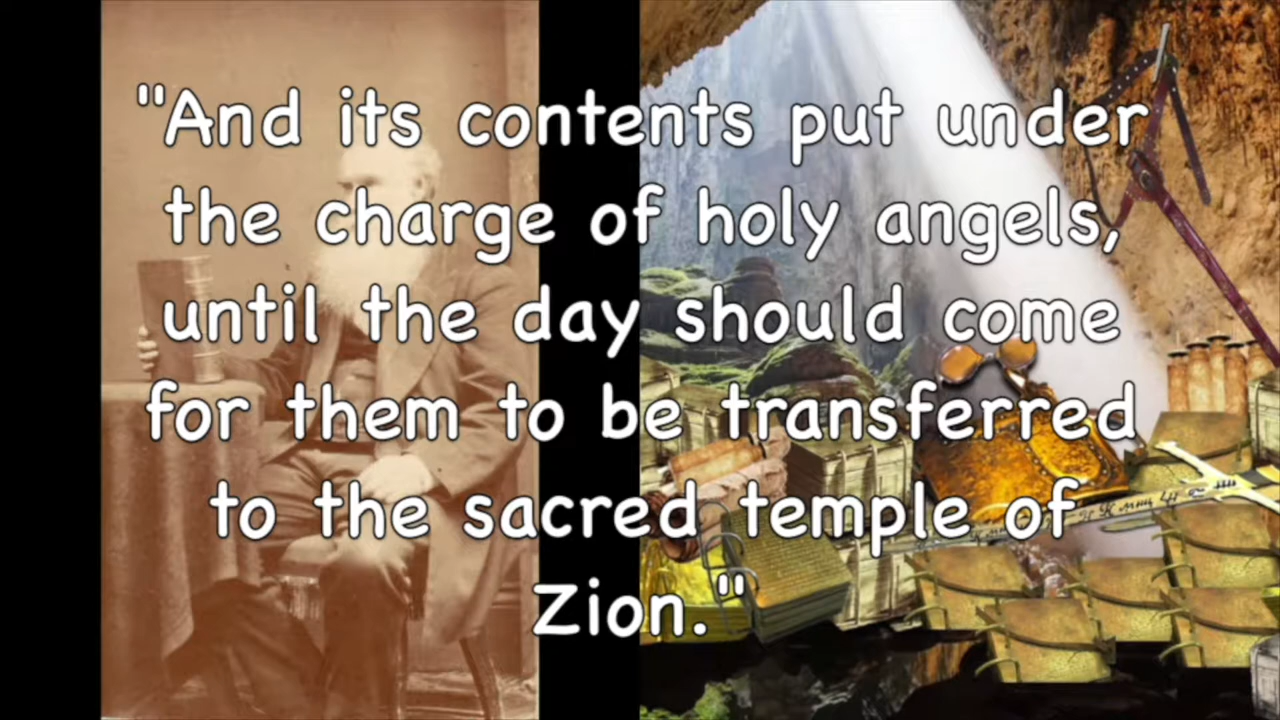 "And its contents put under
the charge of holy angels,
until the day should come
for them to be transferred
to the sacred temple of
Zion."